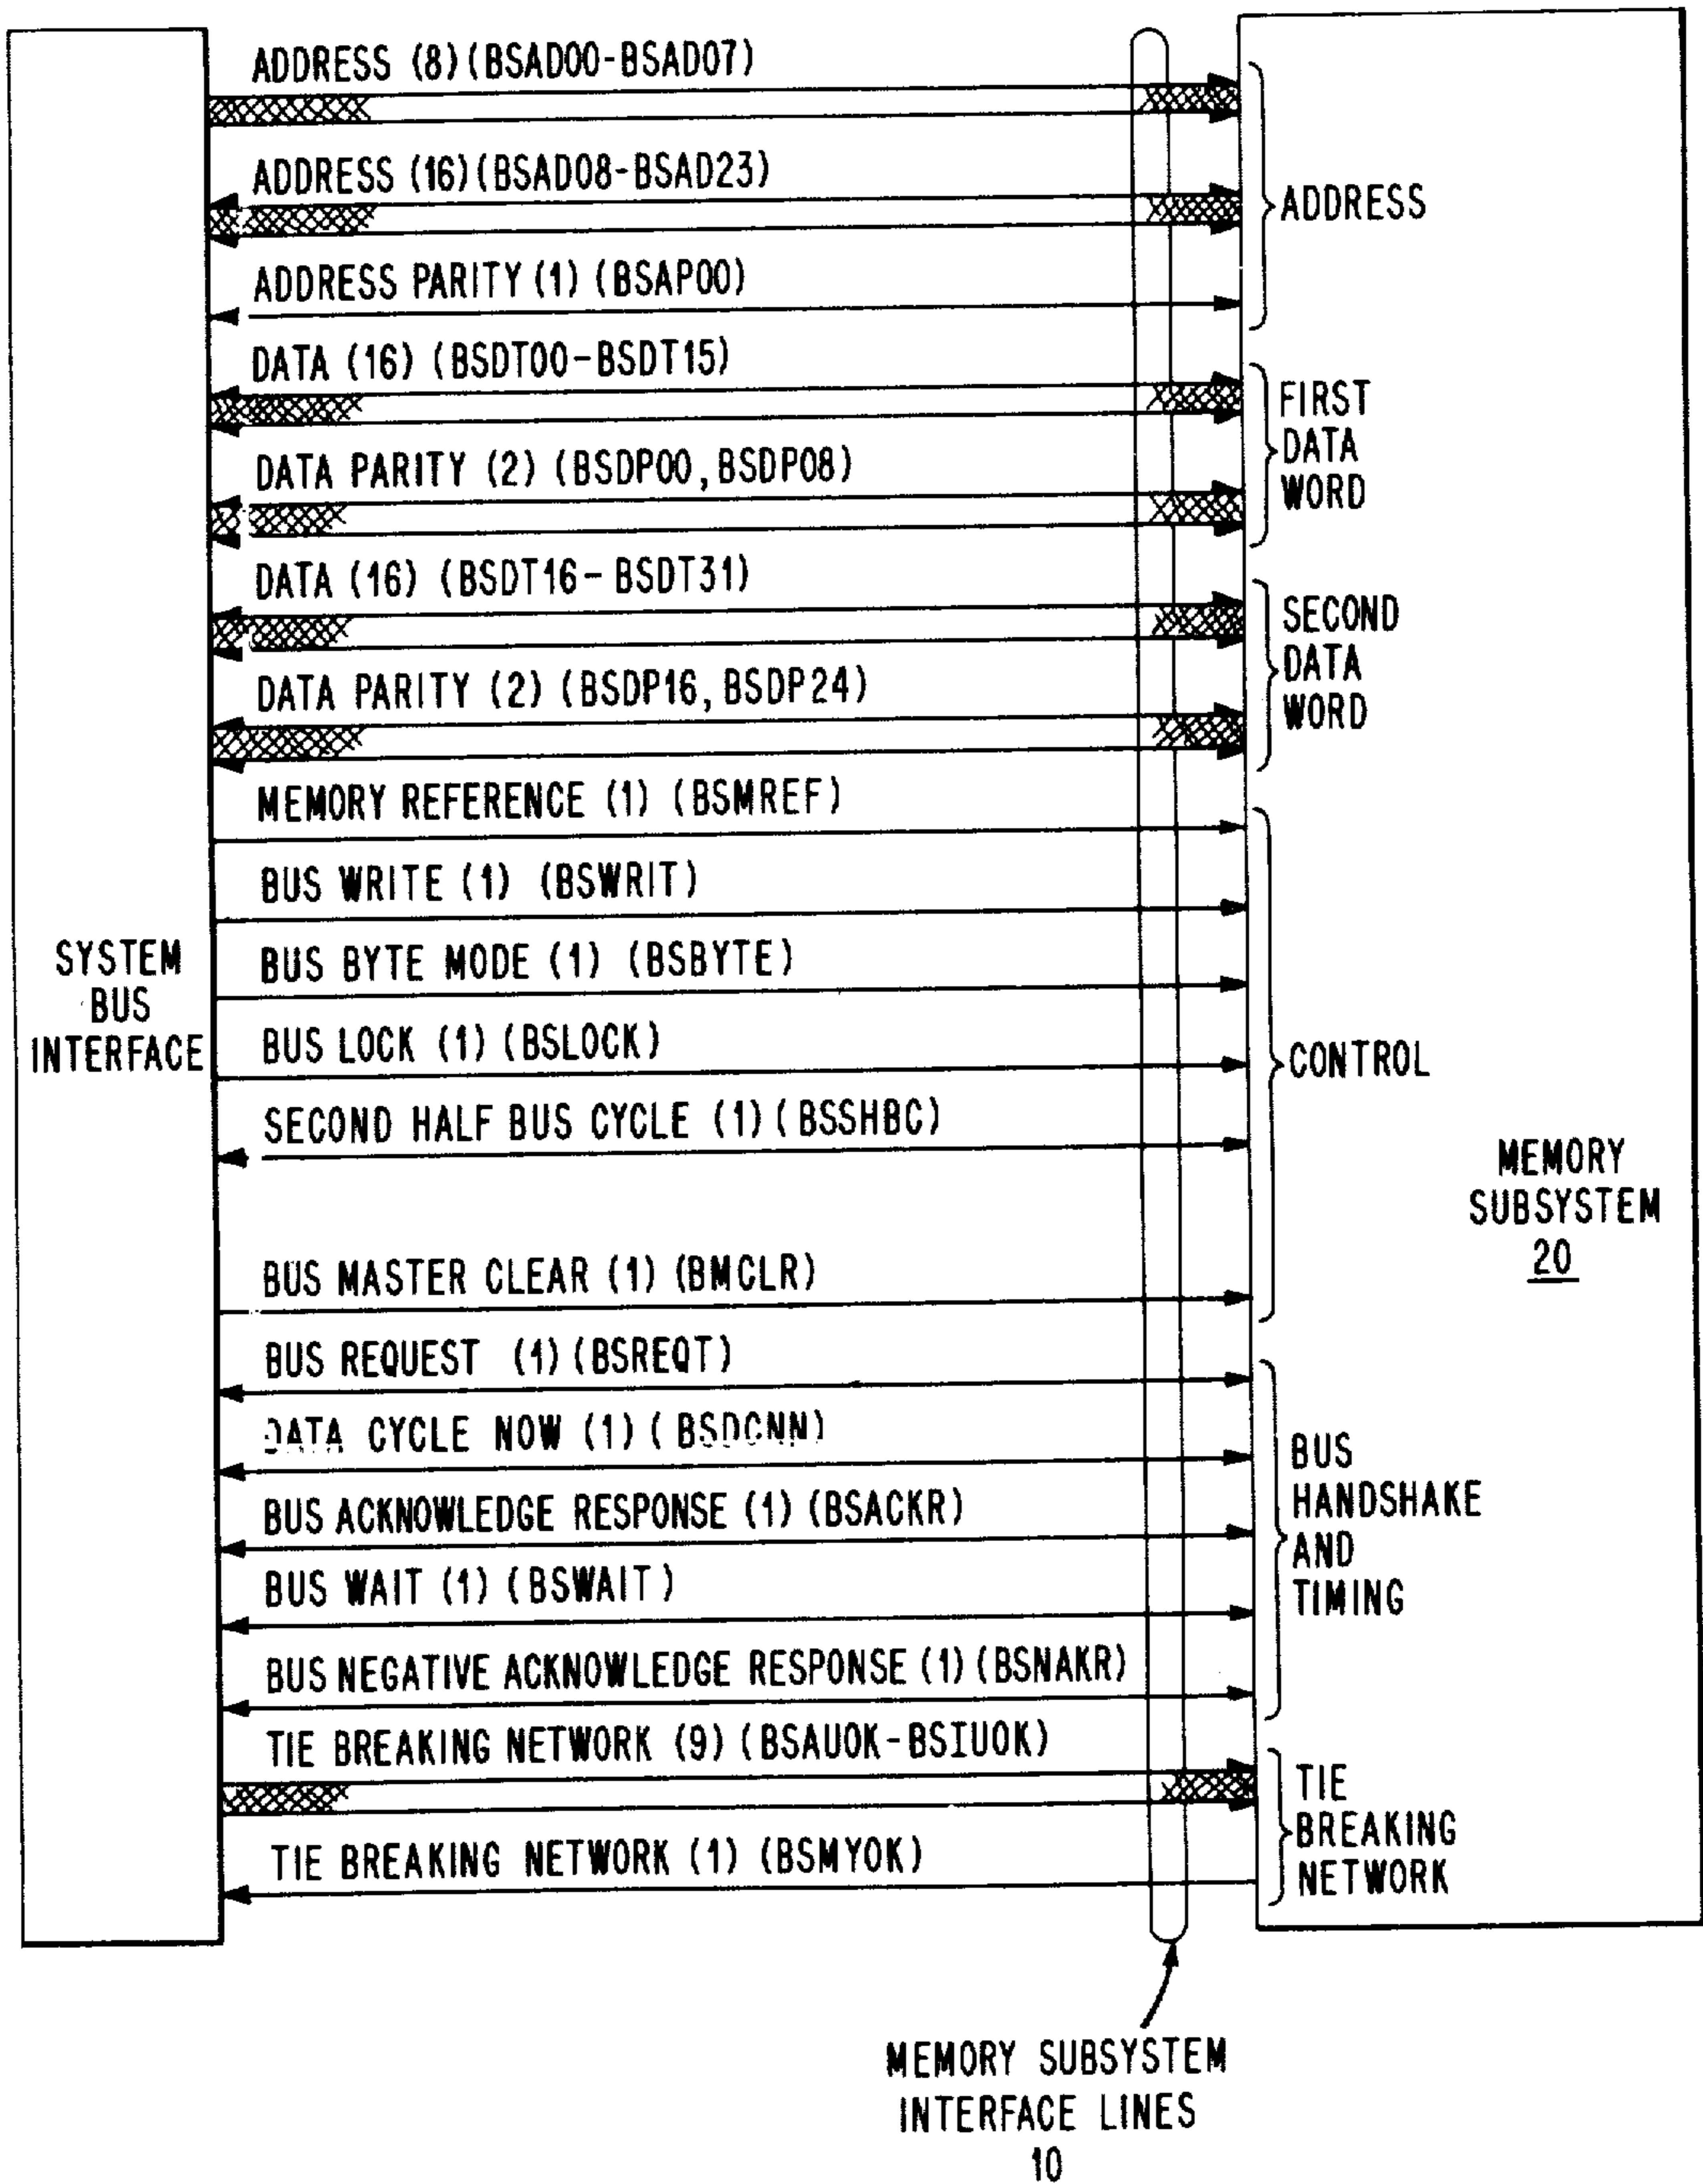 ADDRESS (8) (BSAD00-BSAD07)
ADDRESS (16) (BSAD08-BSAD23)
ADDRESS PARITY (1) (BSAP00)
ADDRESS
DATA (16) (BSDT00-BSDT15)
DATA PARITY (2) (BSDP00, BSDP08)
FIRST
DATA
WORD
DATA (16) (BSDT16-BSDT31)
DATA PARITY (2) (BSDP16, BSDP24)
SECOND
DATA
WORD
MEMORY REFERENCE (1) (BSMREF)
BUS WRITE (1) (BSWRIT)
BUS BYTE MODE (1) (BSBYTE)
BUS LOCK (1) (BSLOCK)
SECOND HALF BUS CYCLE (1) (BSSHBC)
BUS MASTER CLEAR (1) (BMCLR)
CONTROL
SYSTEM
BUS
INTERFACE
MEMORY
SUBSYSTEM
20
BUS REQUEST (1) (BSREQT)
DATA CYCLE NOW (1) (BSDCNN)
BUS ACKNOWLEDGE RESPONSE (1) (BSACKR)
BUS WAIT (1) (BSWAIT)
BUS NEGATIVE ACKNOWLEDGE RESPONSE (1) (BSNAKR)
BUS
HANDSHAKE
AND
TIMING
TIE BREAKING NETWORK (9) (BSAUOK-BSIUOK)
TIE BREAKING NETWORK (1) (BSMYOK)
TIE
BREAKING
NETWORK
MEMORY SUBSYSTEM
INTERFACE LINES
10